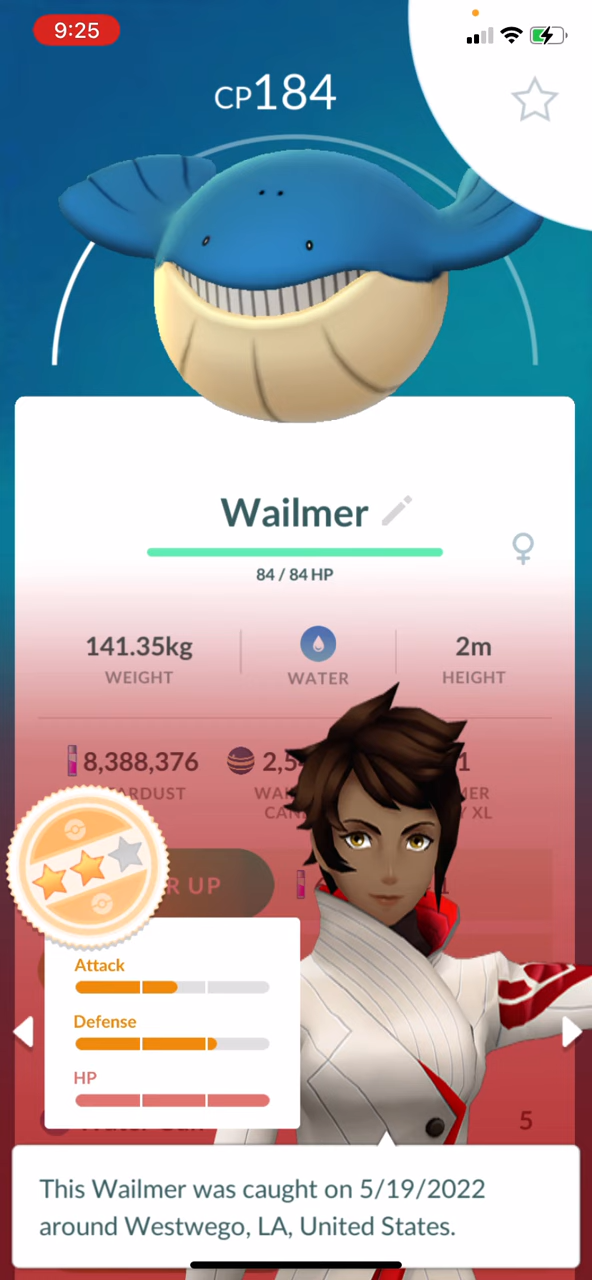 9:25
CP184
Wailmer
84 / 84 HP
141.35kg
WEIGHT
WATER
2m
HEIGHT
8,388,376
Attack
Defense
HP
5
This Wailmer was caught on 5/19/2022
around Westwego, LA, United States.